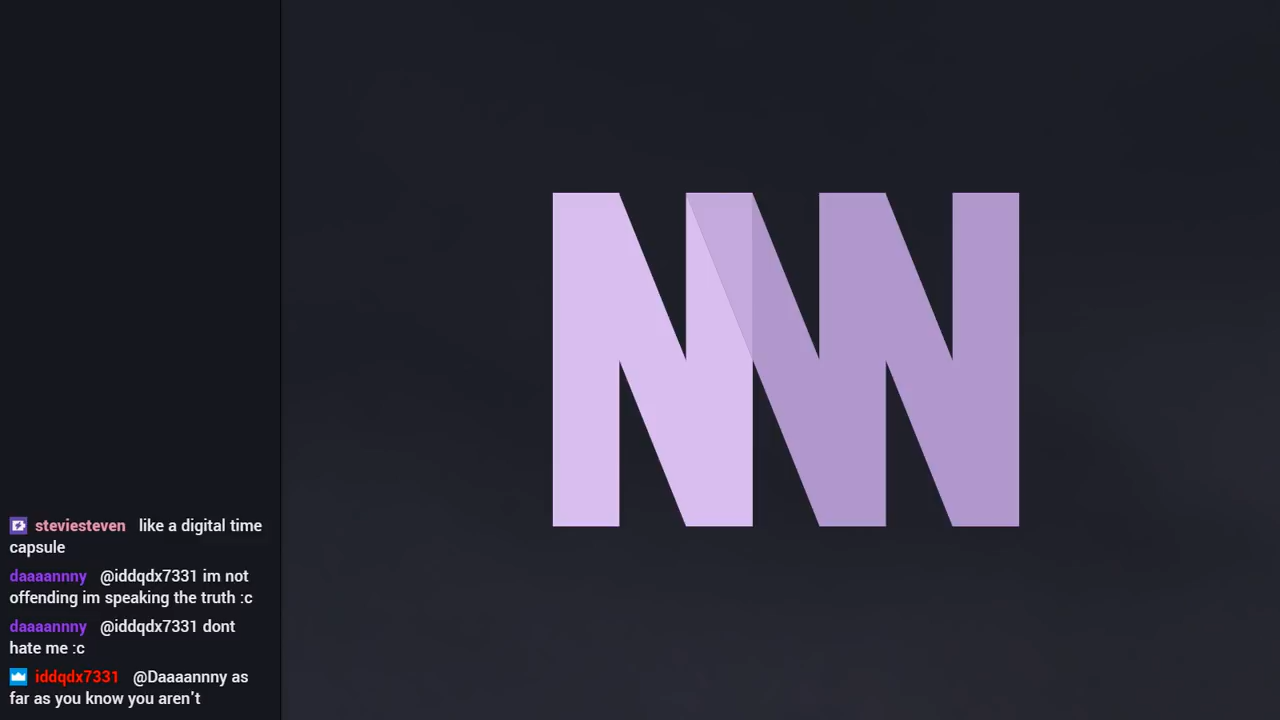 steviesteven like a digital time
capsule
daaaannny @iddqdx7331 im not
offending im speaking the truth :c
daaaannny @iddqdx7331 dont
hate me :c
iddqdx7331 @Daaaannny as
far as you know you aren't
NNN